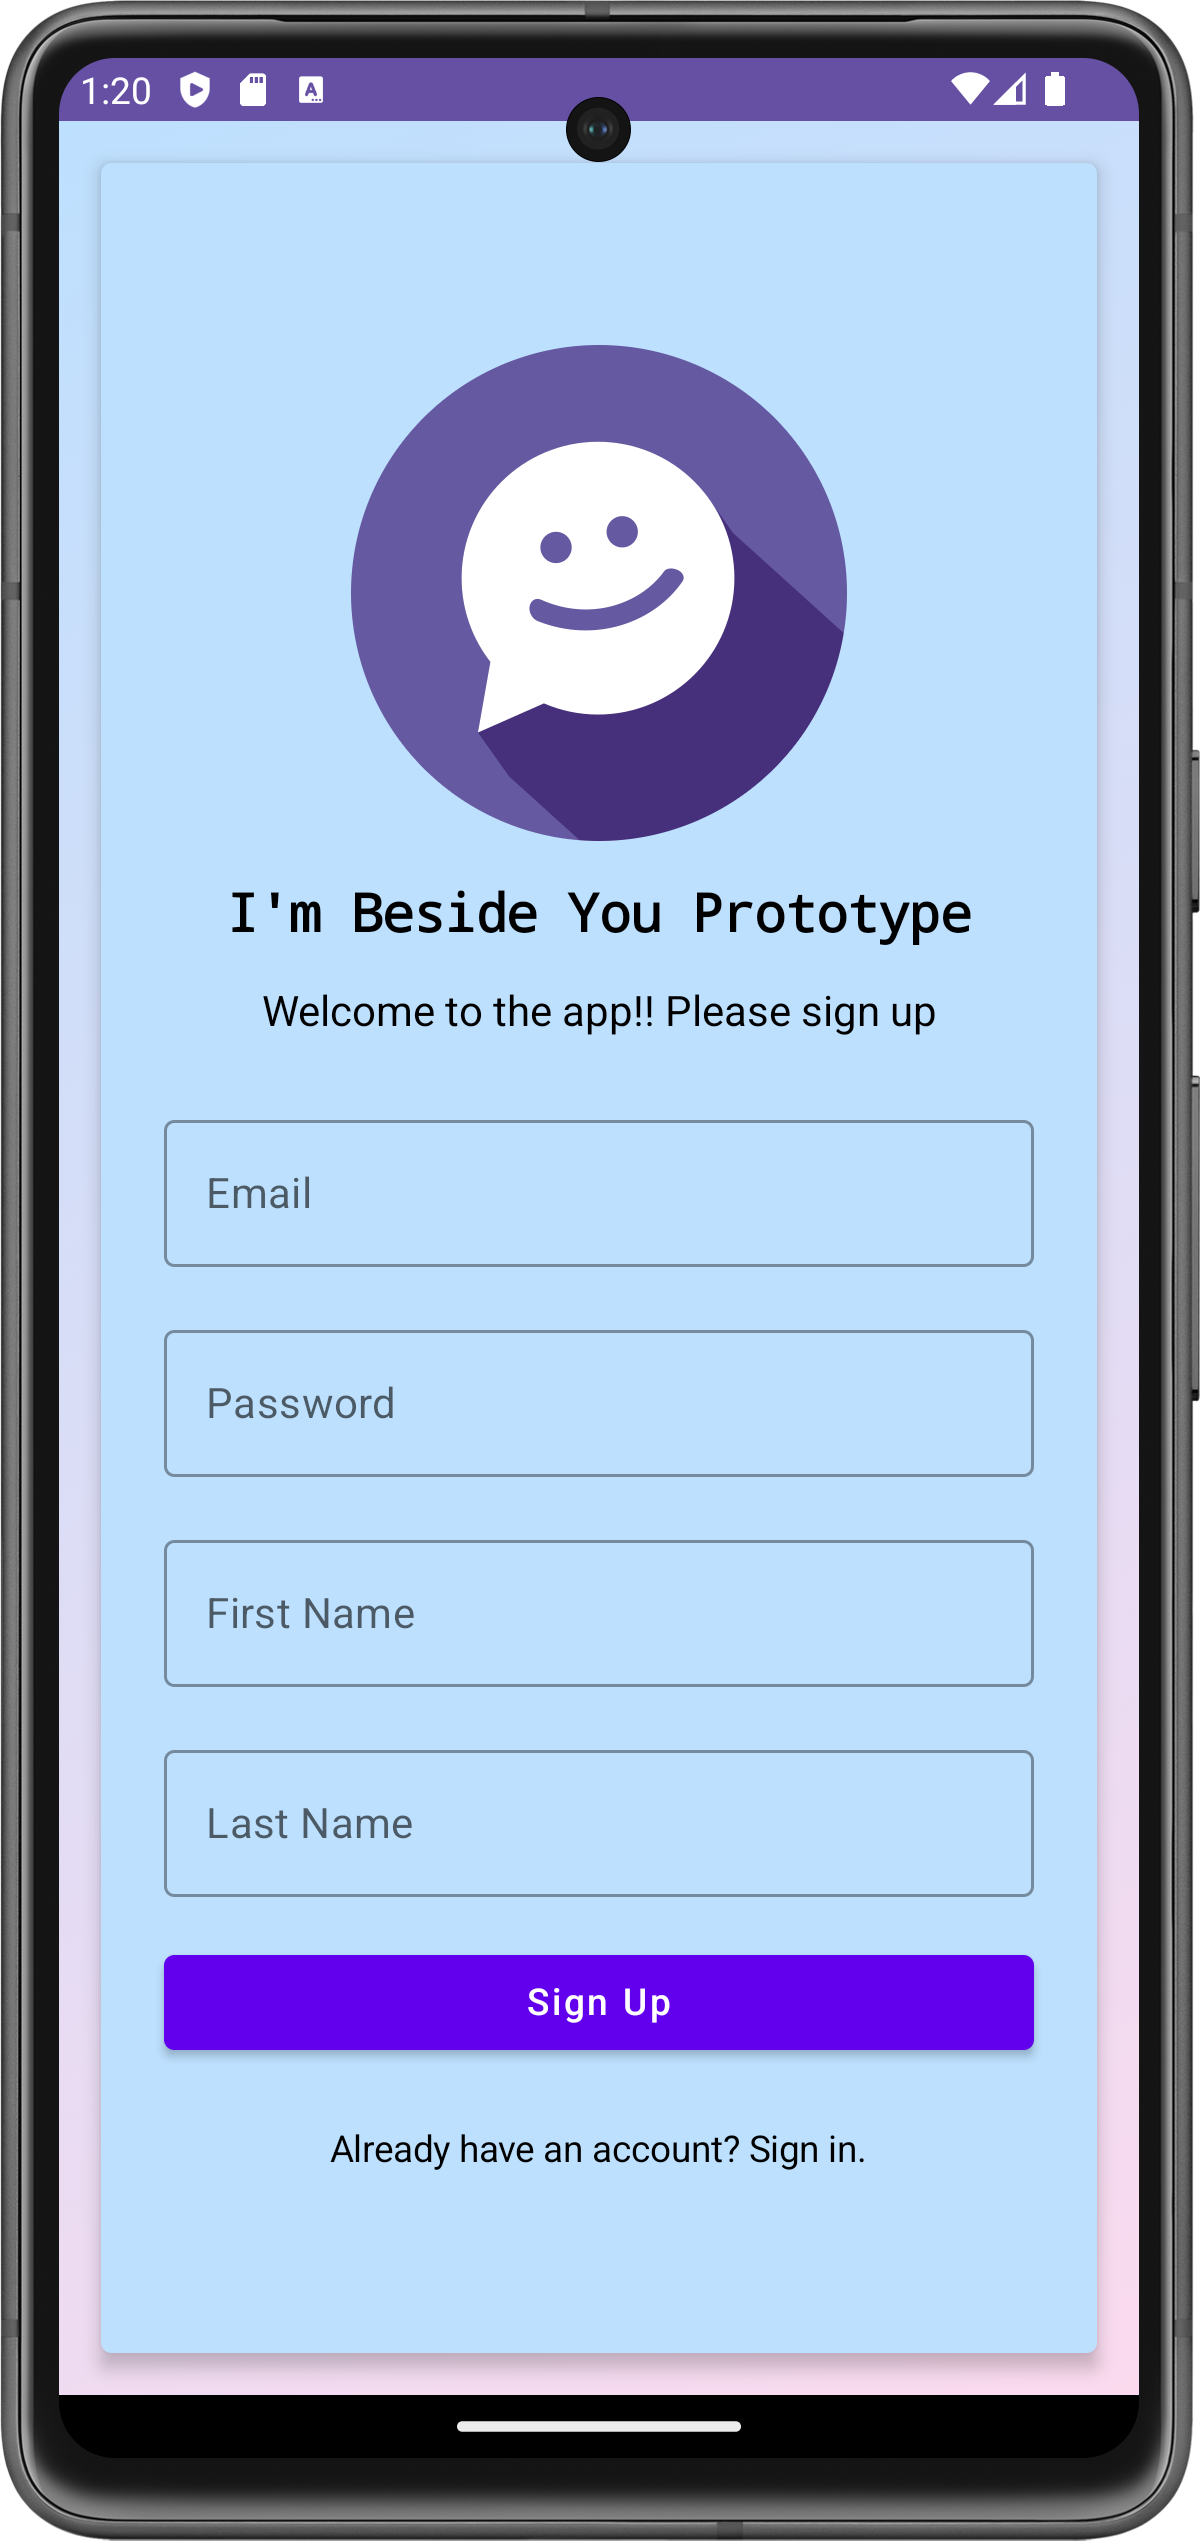 1:20
I'm Beside You Prototype
Welcome to the app!! Please sign up
Email
Password
First Name
Last Name
Sign Up
Already have an account? Sign in.